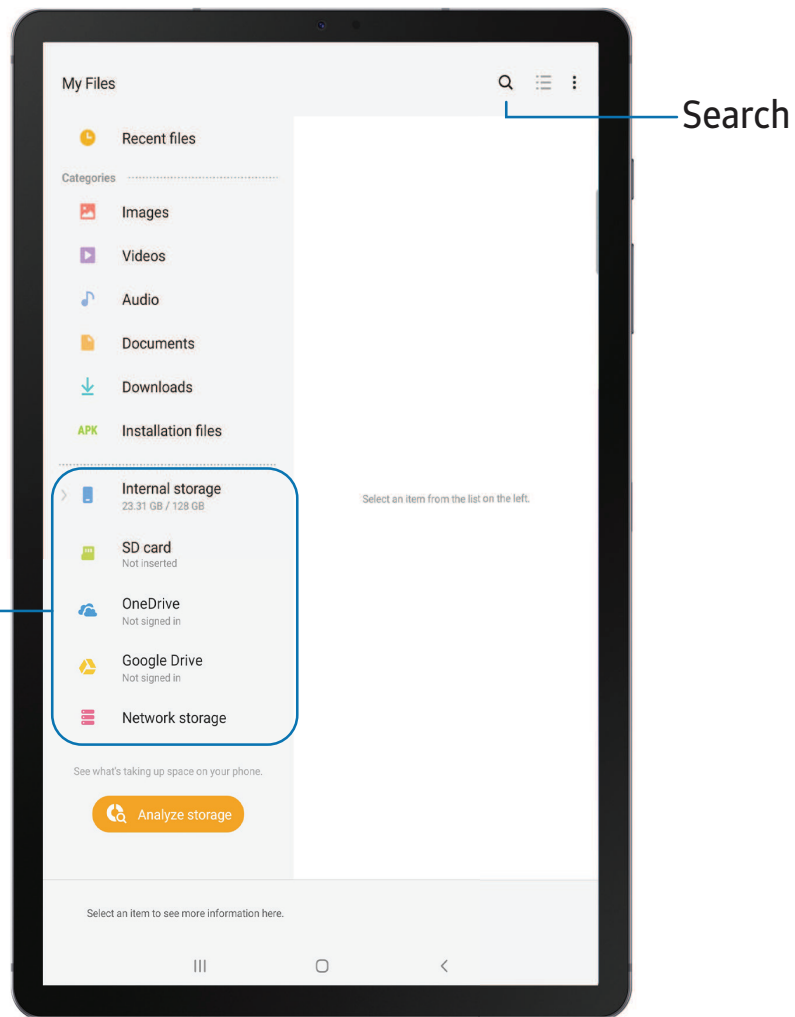 My Files
Search
Recent files
Categories
Images
Videos
Audio
Documents
Downloads
APK Installation files
Internal storage
23.31 GB / 128 GB
Select an item from the list on the left.
SD card
Not inserted
OneDrive
Not signed in
Google Drive
Not signed in
Network storage
See what's taking up space on your phone.
Analyze storage
Select an item to see more information here.